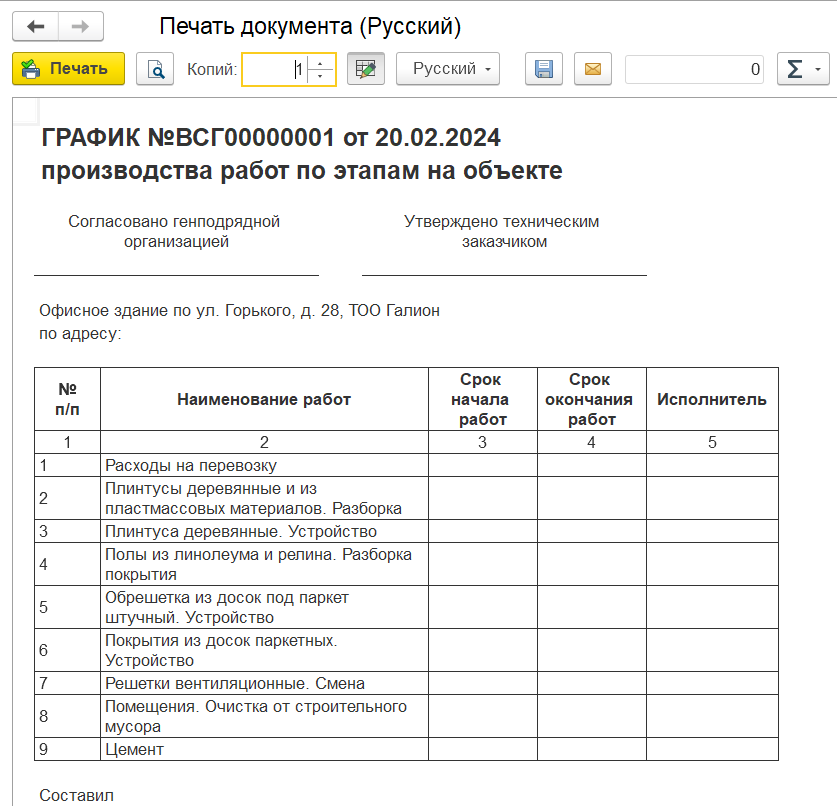 Печать документа (Русский)
Печать
Копий:
1
Русский
0
Σ
ГРАФИК №ВСГ00000001 от 20.02.2024
производства работ по этапам на объекте
Согласовано генподрядной
организацией
Утверждено техническим
заказчиком
Офисное здание по ул. Горького, д. 28, ТОО Галион
по адресу:
№
п/п
Наименование работ
Срок
начала
работ
Срок
окончания
работ
Исполнитель
1 2 3 4 5
1 Расходы на перевозку
2 Плинтусы деревянные и из
пластмассовых материалов. Разборка
3 Плинтуса деревянные. Устройство
4 Полы из линолеума и релина. Разборка
покрытия
5 Обрешетка из досок под паркет
штучный. Устройство
6 Покрытия из досок паркетных.
Устройство
7 Решетки вентиляционные. Смена
8 Помещения. Очистка от строительного
мусора
9 Цемент
Составил